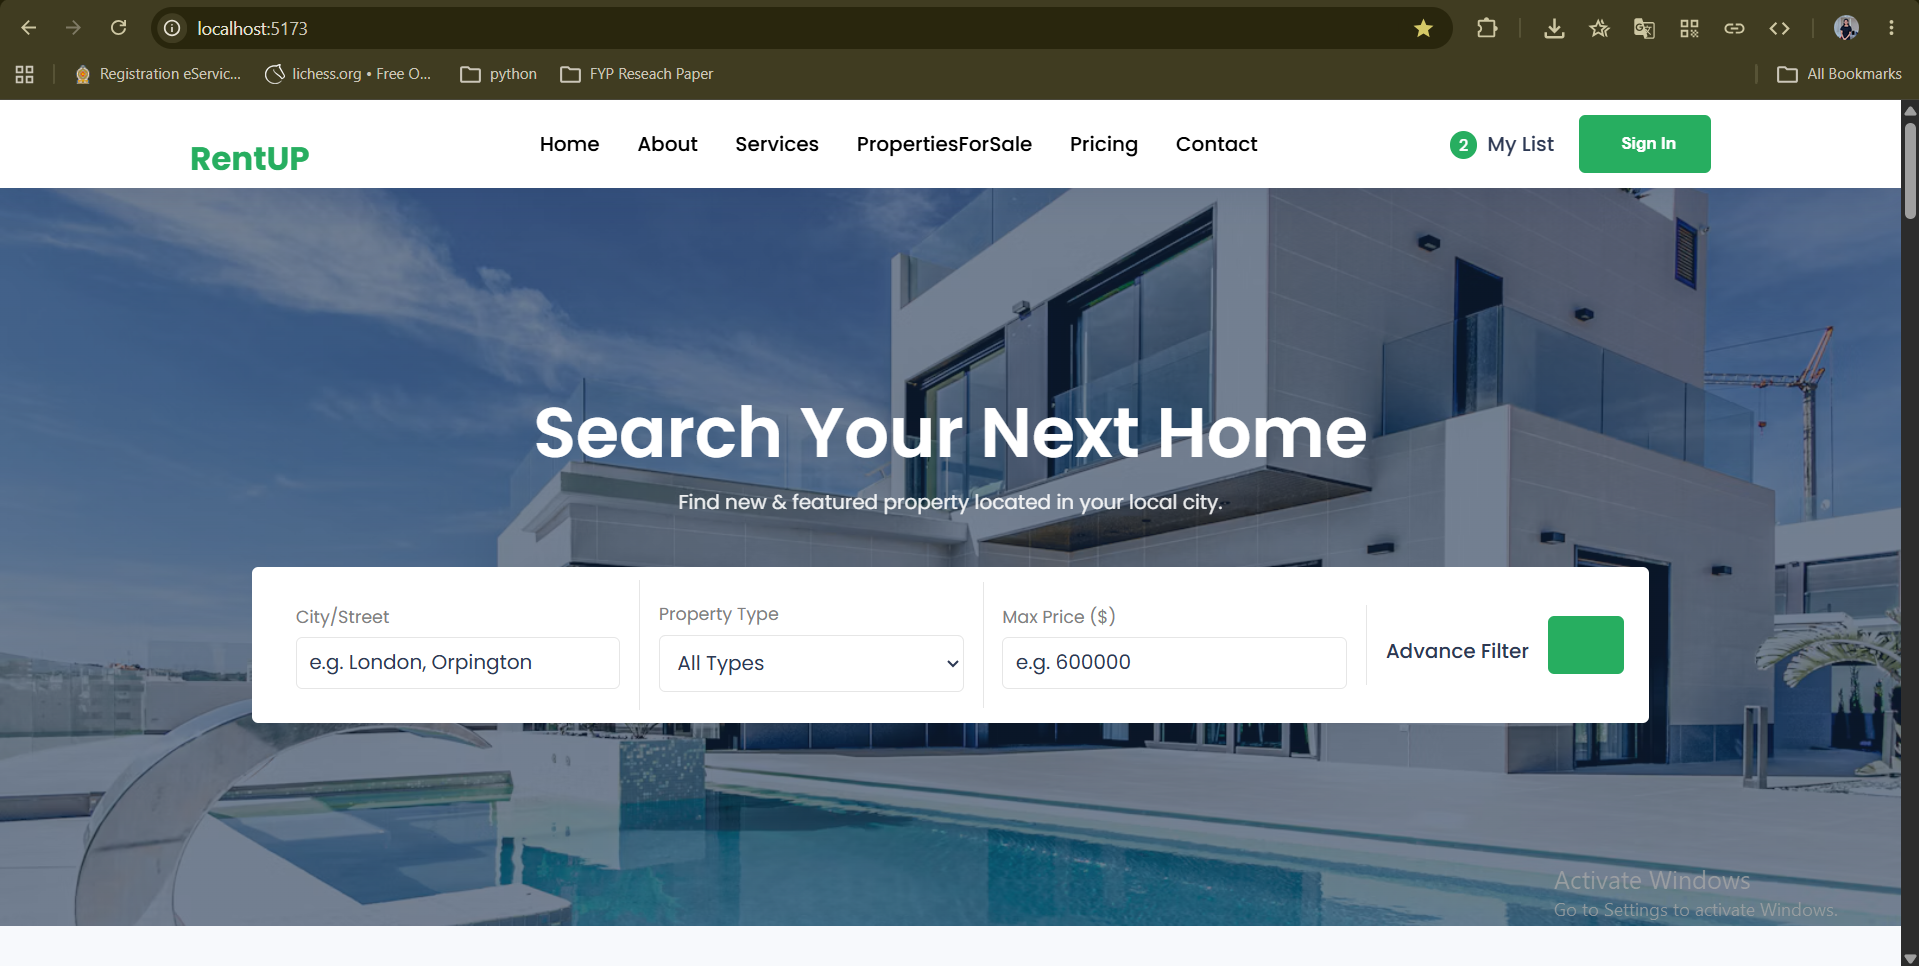 localhost:5173
Registration eServic... lichess.org • Free O... python FYP Reseach Paper All Bookmarks
RentUP Home About Services PropertiesForSale Pricing Contact 2 My List Sign In
Search Your Next Home
Find new & featured property located in your local city.
City/Street Property Type Max Price ($)
e.g. London, Orpington All Types e.g. 600000 Advance Filter
Activate Windows
Go to Settings to activate Windows.